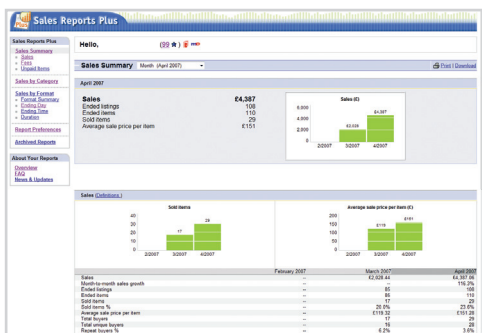 Sales Reports Plus
Sales Reports Plus
Sales Summary
Sales
Fees
Unpaid Items
Sales by Category
Sales by Format
Format Summary
Ending Day
Ending Time
Duration
Report Preferences
Archived Reports
About Your Reports
Overview
FAQ
News & Updates
Hello, (99 ★)
Sales Summary Month (April 2007) Print | Download
April 2007
Sales £4,387
Ended listings 108
Ended items 110
Sold items 29
Average sale price per item £151
Sales (£)
6,000
4,000
2,000
0
£2,028
£4,387
2/2007 3/2007 4/2007
Sales (Definitions)
Sold items
40
30
20
10
0
17
29
2/2007 3/2007 4/2007
Average sale price per item (£)
200
150
100
50
0
£119
£151
2/2007 3/2007 4/2007
February 2007 March 2007 April 2007
Sales -- £2,028.44 £4,387.06
Month-to-month sales growth -- -- 116.3%
Ended listings -- 85 108
Ended items -- 85 110
Sold items -- 17 29
Sold items % -- 20.0% 23.6%
Average sale price per item -- £119.32 £151.28
Total buyers -- 17 29
Total unique buyers -- 16 28
Repeat buyers % -- 6.2% 3.6%